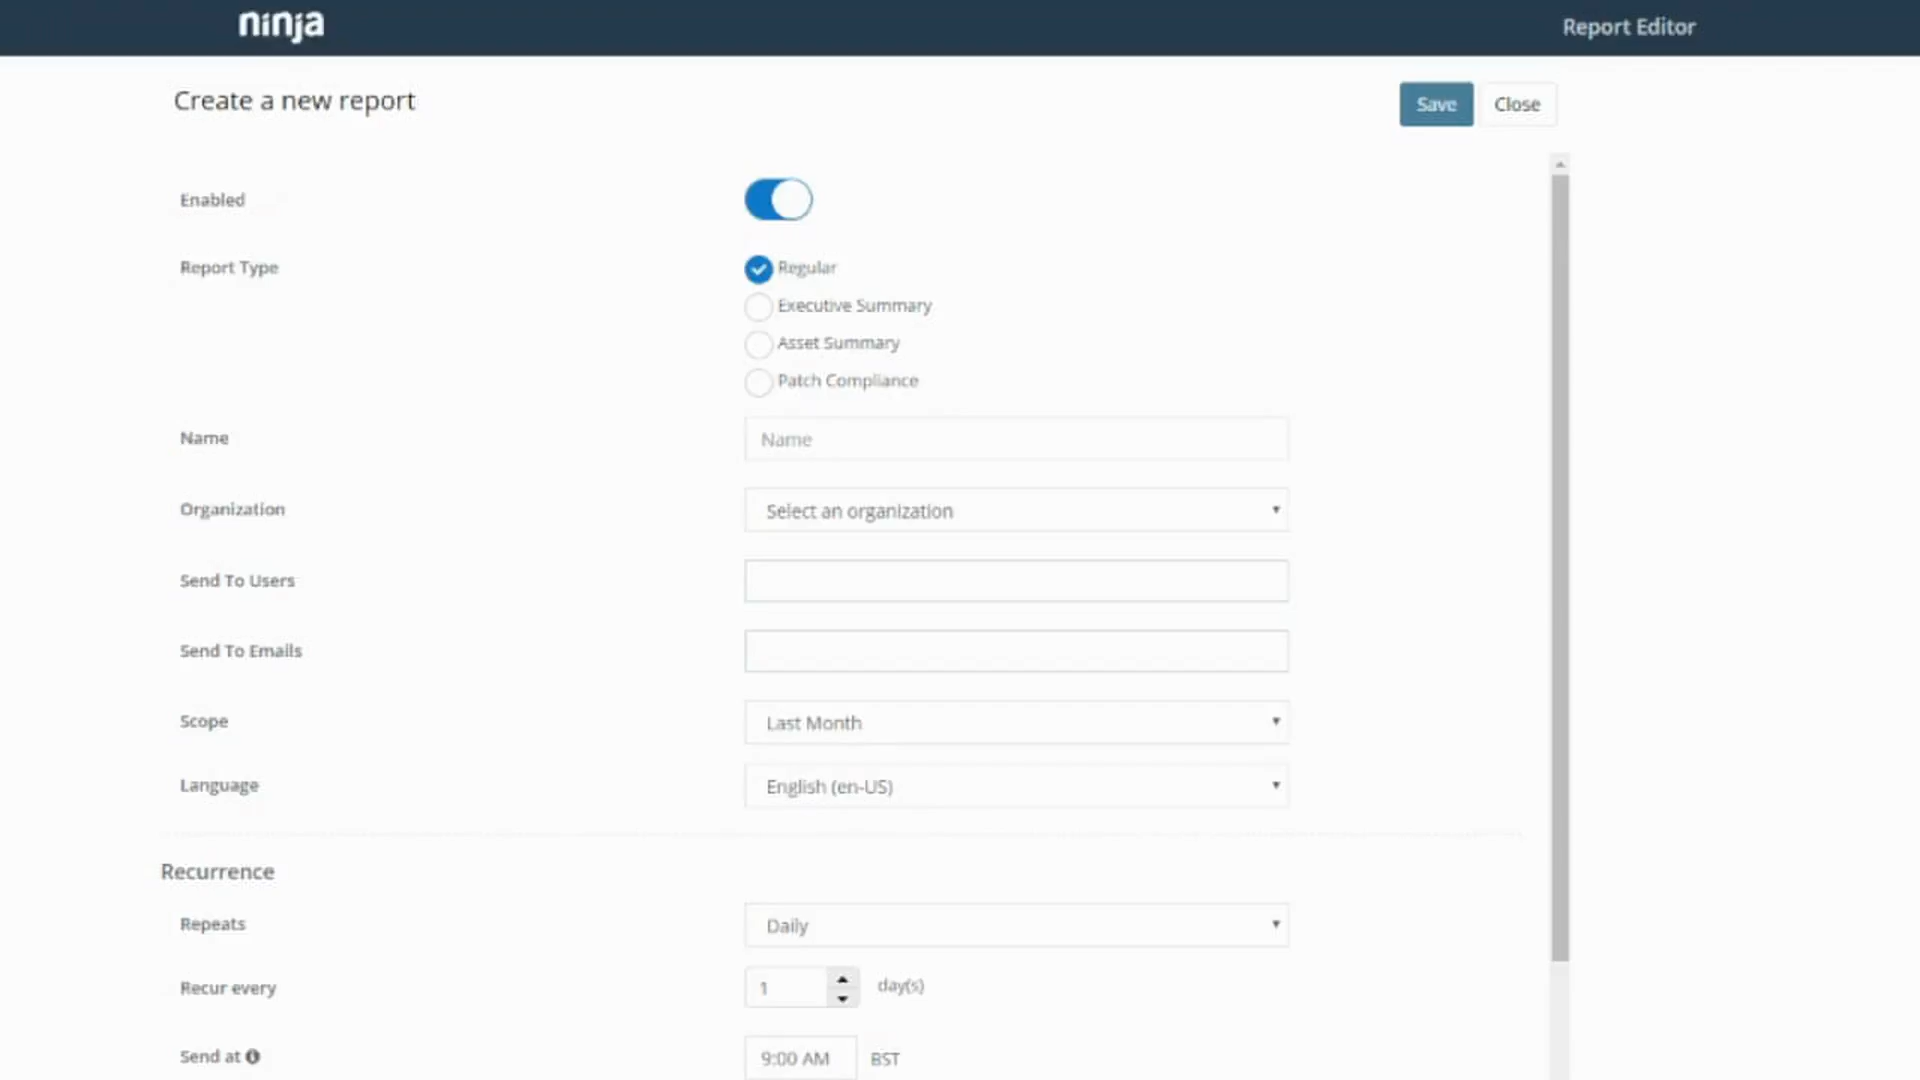 ninja
Report Editor
Create a new report
Save
Close
Enabled
Report Type
Regular
Executive Summary
Asset Summary
Patch Compliance
Name
Name
Organization
Select an organization
Send To Users
Send To Emails
Scope
Last Month
Language
English (en-US)
Recurrence
Repeats
Daily
Recur every
1
day(s)
Send at
9:00 AM
BST